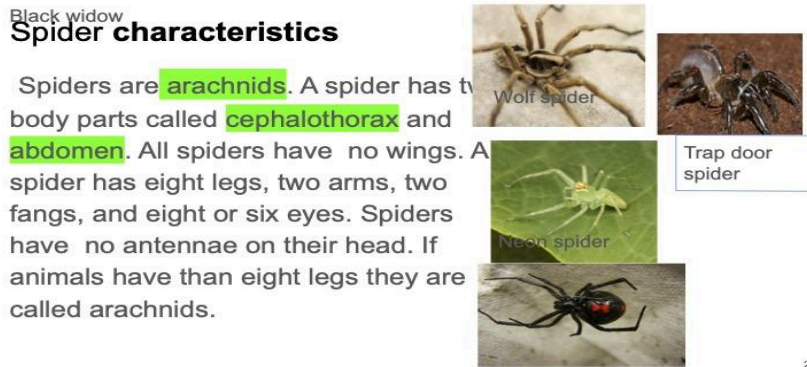 Black widow
Spider characteristics
Spiders are arachnids. A spider has
body parts called cephalothorax and
abdomen. All spiders have no wings. A
spider has eight legs, two arms, two
fangs, and eight or six eyes. Spiders
have no antennae on their head. If
animals have than eight legs they are
called arachnids.
Wolf spider
Trap door
spider
Neon spider